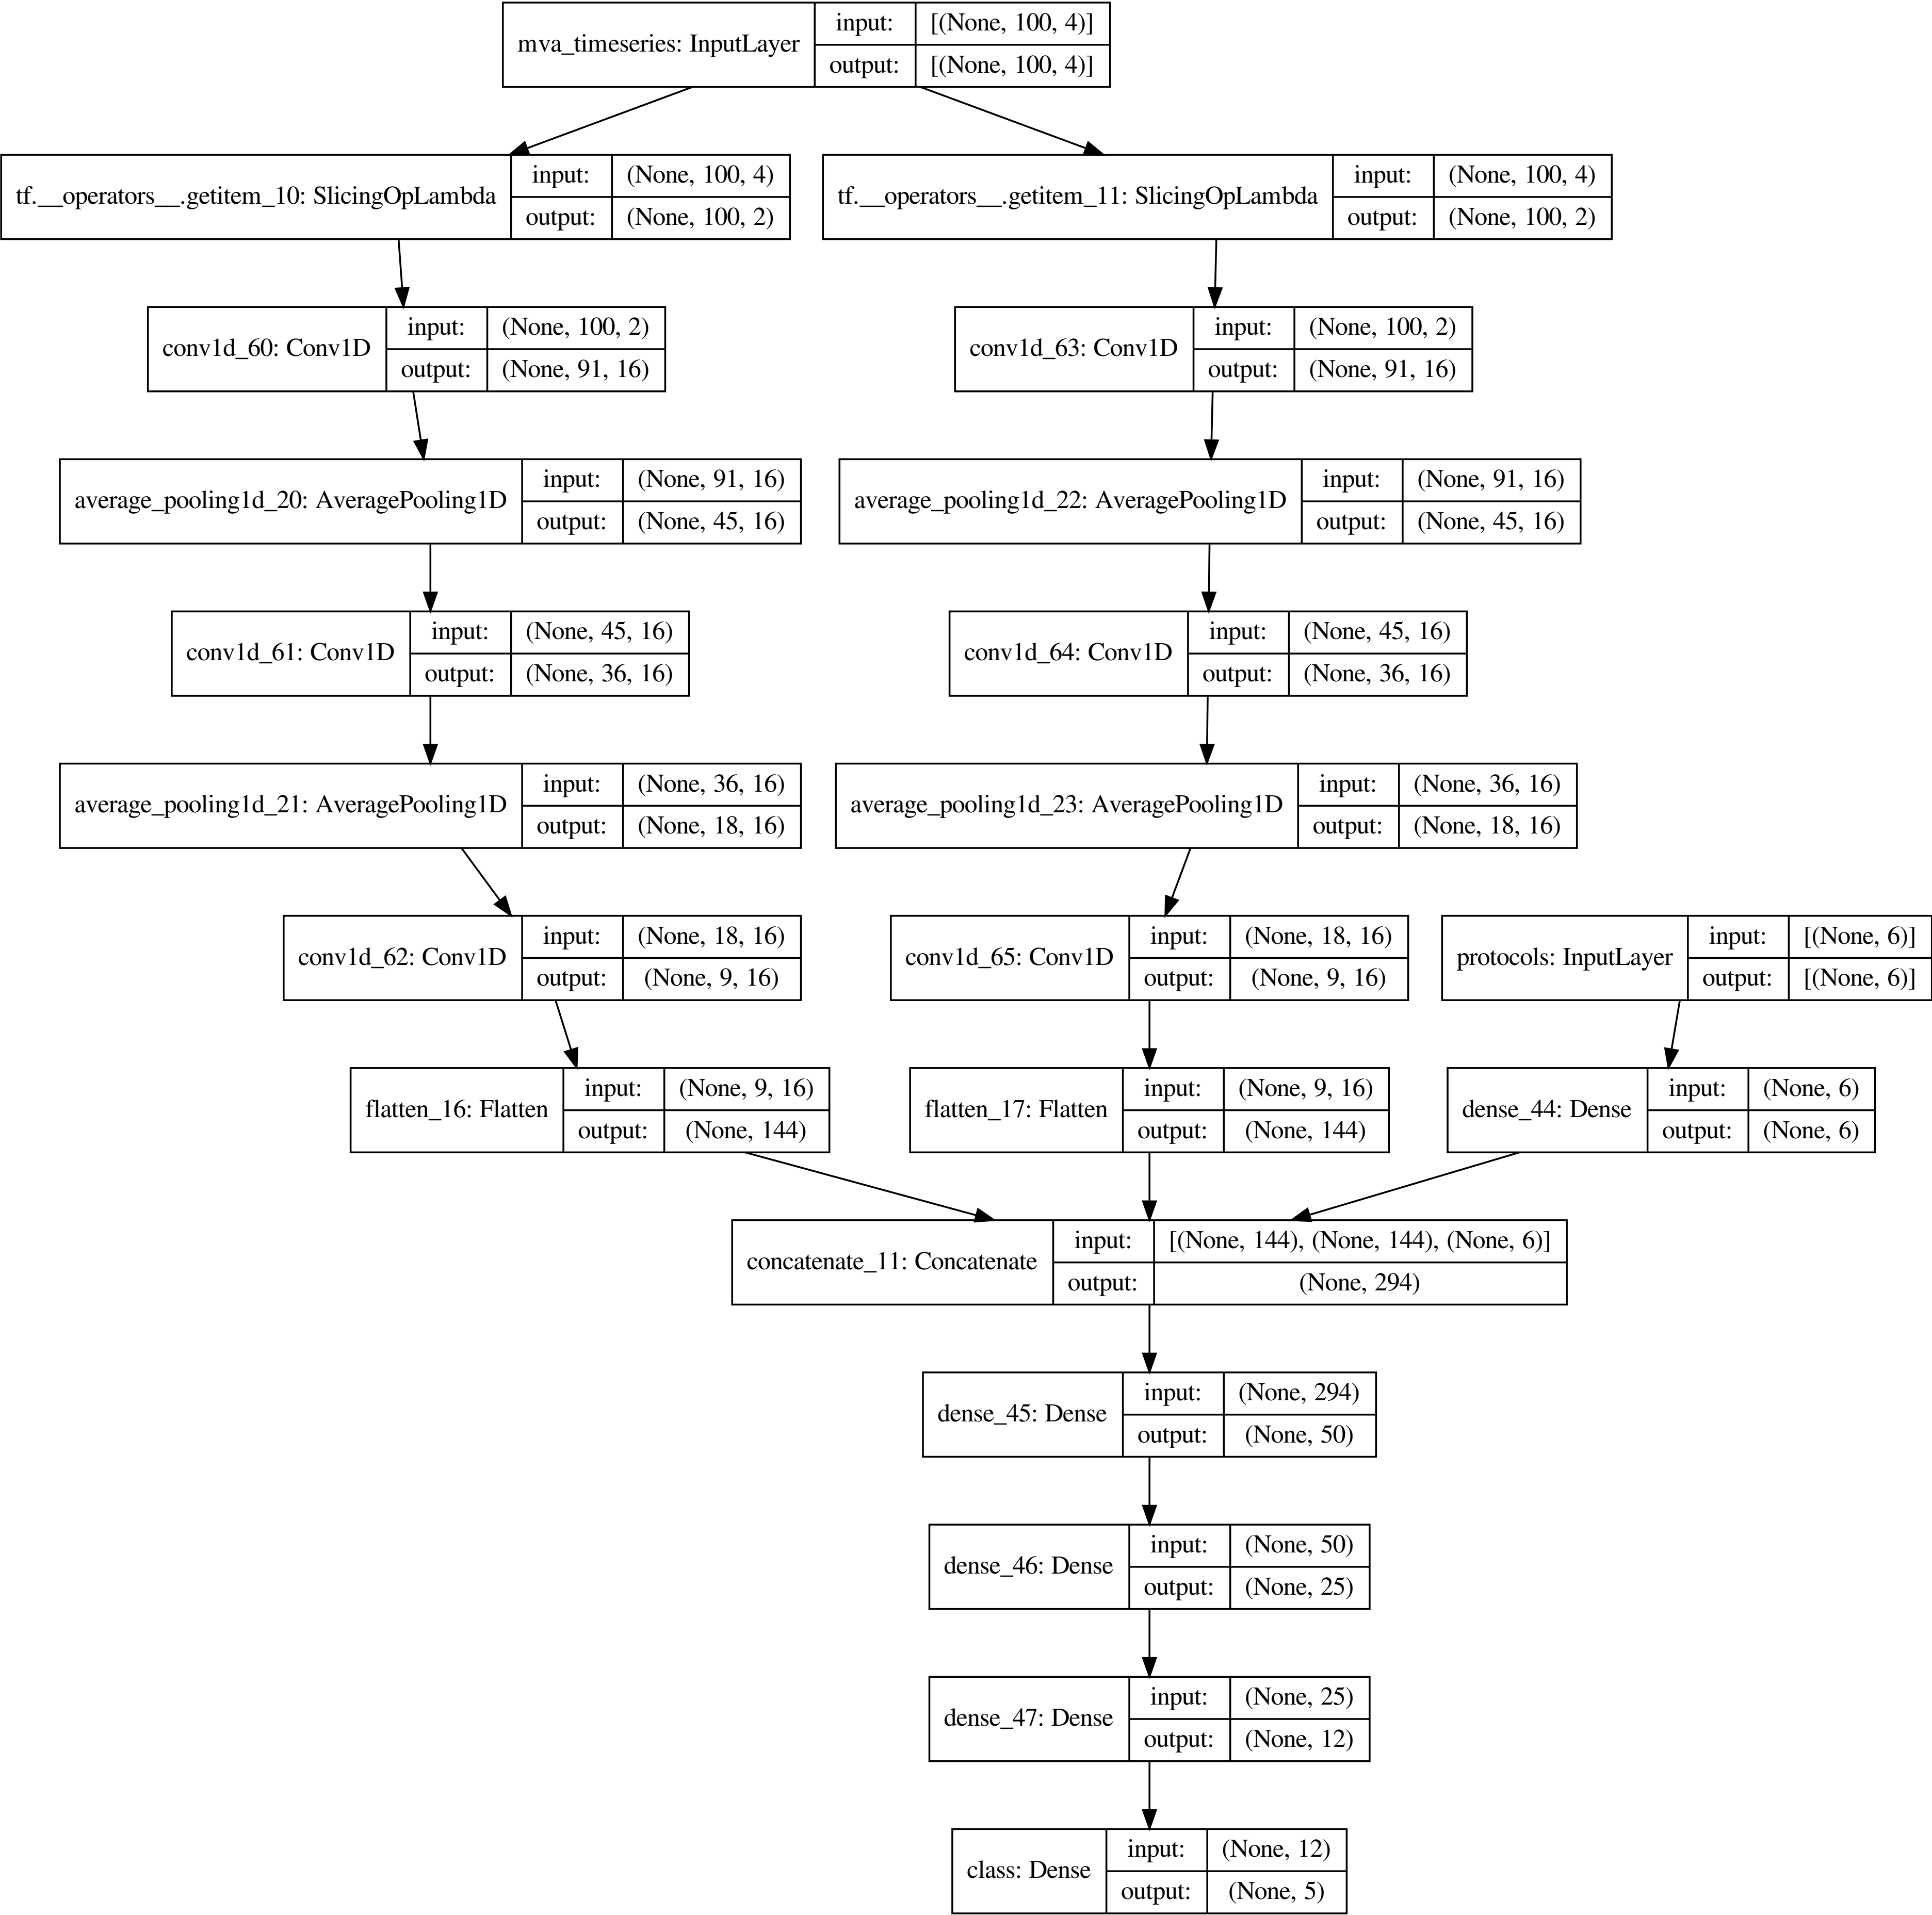 mva_timeseries: InputLayer
input: [(None, 100, 4)]
output: [(None, 100, 4)]
tf.__operators__.getitem_10: SlicingOpLambda
input: (None, 100, 4)
output: (None, 100, 2)
tf.__operators__.getitem_11: SlicingOpLambda
input: (None, 100, 4)
output: (None, 100, 2)
conv1d_60: Conv1D
input: (None, 100, 2)
output: (None, 91, 16)
conv1d_63: Conv1D
input: (None, 100, 2)
output: (None, 91, 16)
average_pooling1d_20: AveragePooling1D
input: (None, 91, 16)
output: (None, 45, 16)
average_pooling1d_22: AveragePooling1D
input: (None, 91, 16)
output: (None, 45, 16)
conv1d_61: Conv1D
input: (None, 45, 16)
output: (None, 36, 16)
conv1d_64: Conv1D
input: (None, 45, 16)
output: (None, 36, 16)
average_pooling1d_21: AveragePooling1D
input: (None, 36, 16)
output: (None, 18, 16)
average_pooling1d_23: AveragePooling1D
input: (None, 36, 16)
output: (None, 18, 16)
conv1d_62: Conv1D
input: (None, 18, 16)
output: (None, 9, 16)
conv1d_65: Conv1D
input: (None, 18, 16)
output: (None, 9, 16)
protocols: InputLayer
input: [(None, 6)]
output: [(None, 6)]
flatten_16: Flatten
input: (None, 9, 16)
output: (None, 144)
flatten_17: Flatten
input: (None, 9, 16)
output: (None, 144)
dense_44: Dense
input: (None, 6)
output: (None, 6)
concatenate_11: Concatenate
input: [(None, 144), (None, 144), (None, 6)]
output: (None, 294)
dense_45: Dense
input: (None, 294)
output: (None, 50)
dense_46: Dense
input: (None, 50)
output: (None, 25)
dense_47: Dense
input: (None, 25)
output: (None, 12)
class: Dense
input: (None, 12)
output: (None, 5)